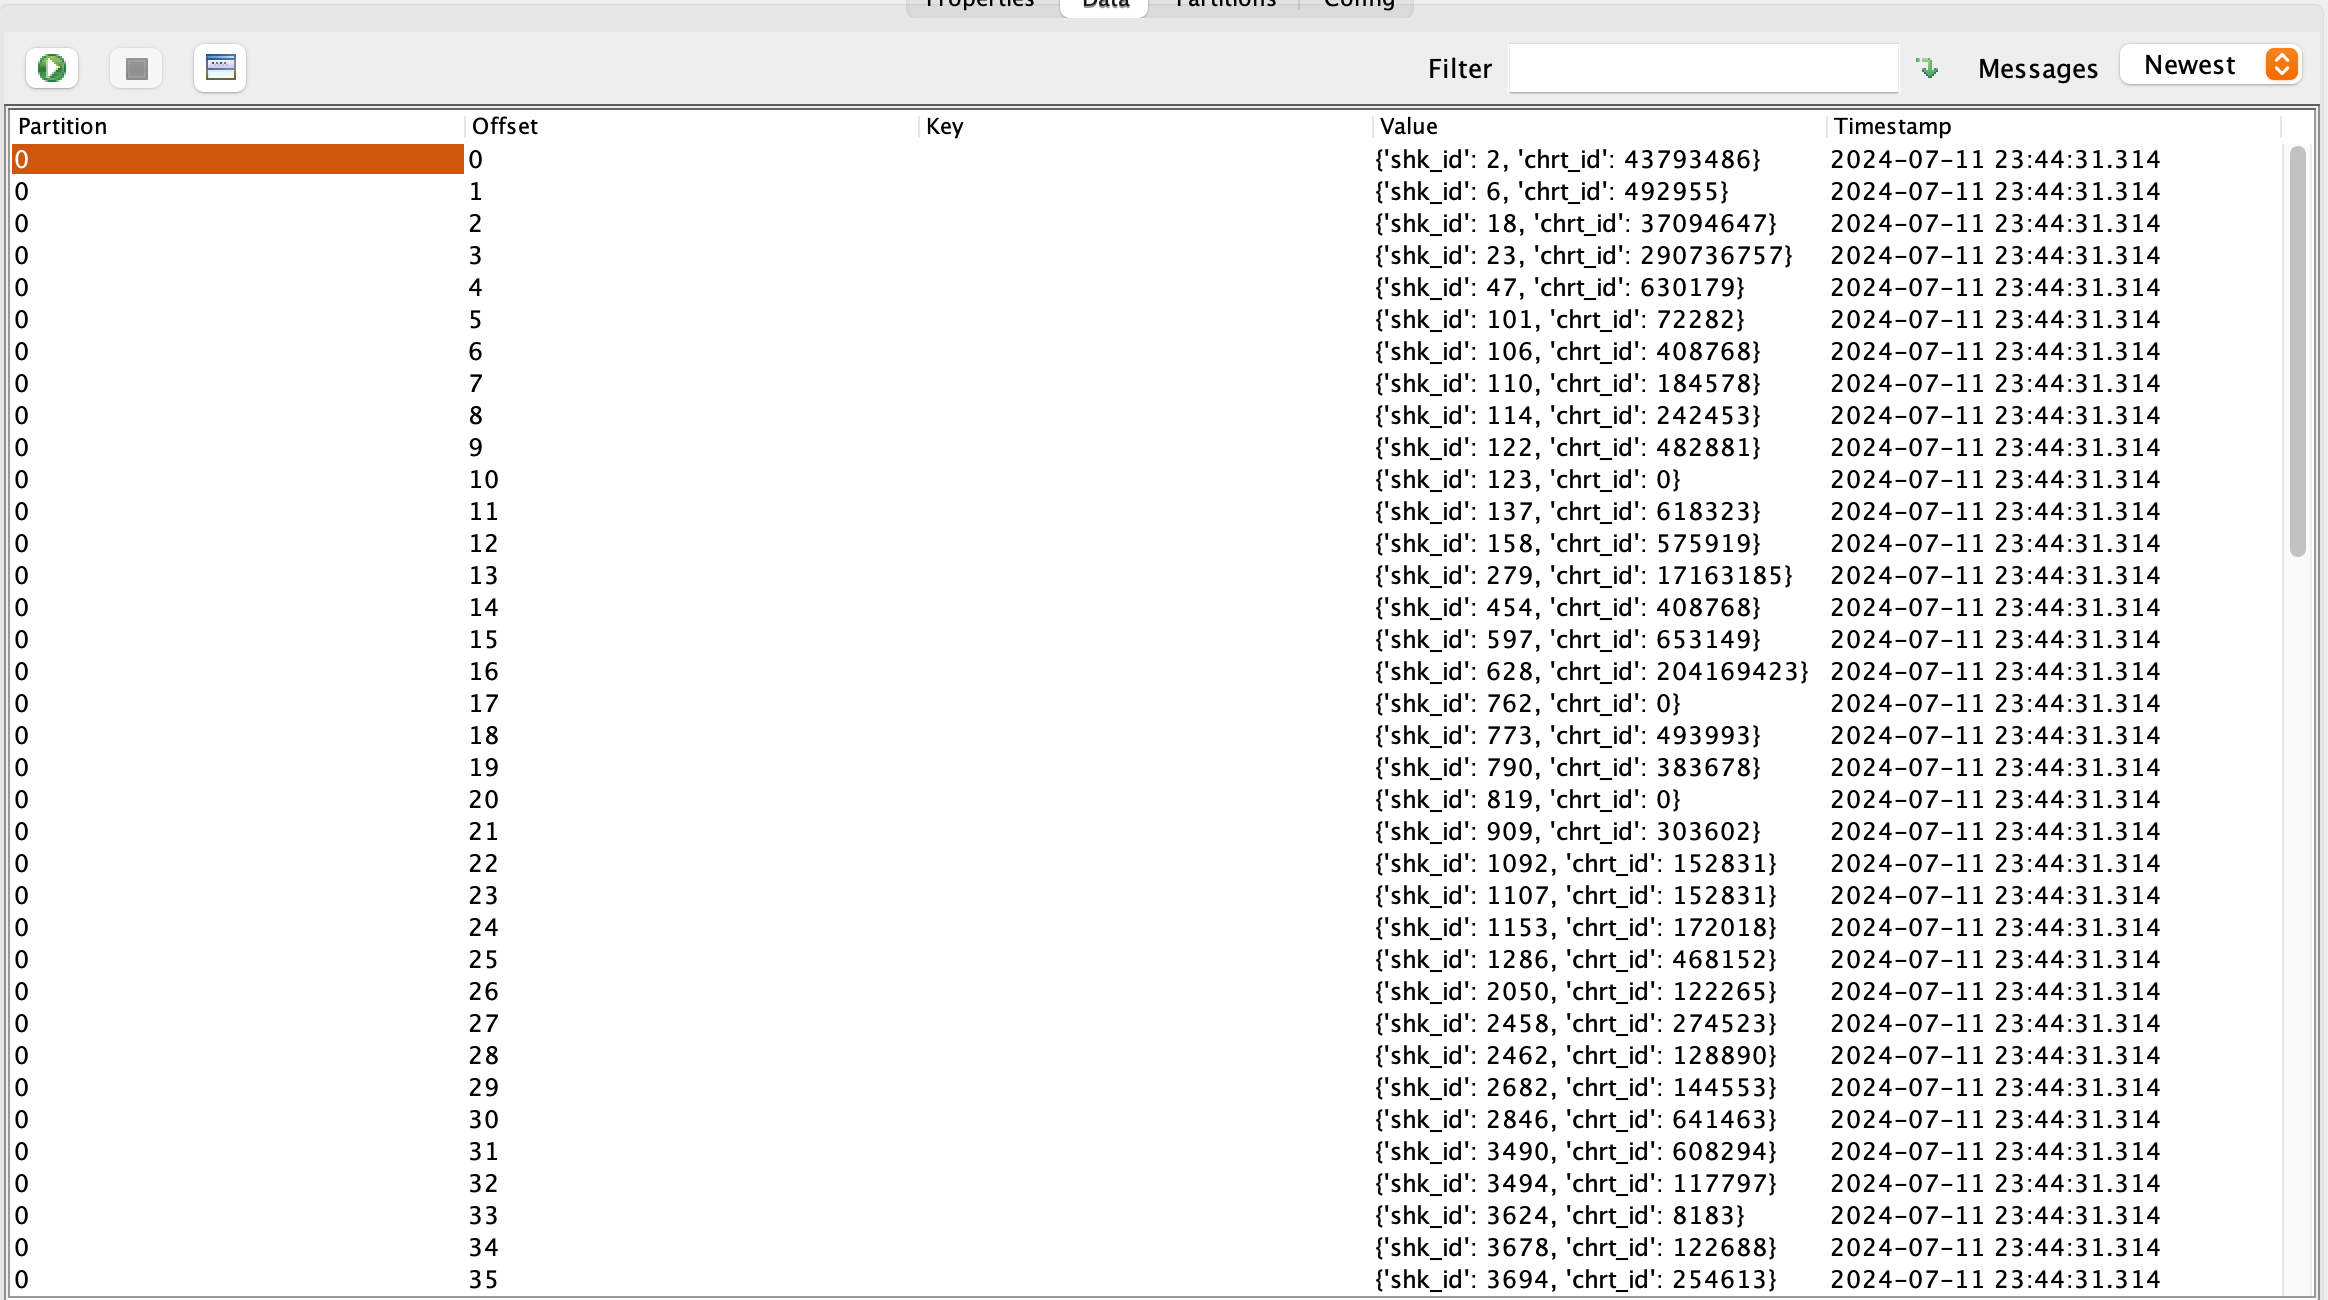 Properties Data Partitions Config
Filter Messages Newest
Partition Offset Key Value Timestamp
0 0 {'shk_id': 2, 'chrt_id': 43793486} 2024-07-11 23:44:31.314
0 1 {'shk_id': 6, 'chrt_id': 492955} 2024-07-11 23:44:31.314
0 2 {'shk_id': 18, 'chrt_id': 37094647} 2024-07-11 23:44:31.314
0 3 {'shk_id': 23, 'chrt_id': 290736757} 2024-07-11 23:44:31.314
0 4 {'shk_id': 47, 'chrt_id': 630179} 2024-07-11 23:44:31.314
0 5 {'shk_id': 101, 'chrt_id': 72282} 2024-07-11 23:44:31.314
0 6 {'shk_id': 106, 'chrt_id': 408768} 2024-07-11 23:44:31.314
0 7 {'shk_id': 110, 'chrt_id': 184578} 2024-07-11 23:44:31.314
0 8 {'shk_id': 114, 'chrt_id': 242453} 2024-07-11 23:44:31.314
0 9 {'shk_id': 122, 'chrt_id': 482881} 2024-07-11 23:44:31.314
0 10 {'shk_id': 123, 'chrt_id': 0} 2024-07-11 23:44:31.314
0 11 {'shk_id': 137, 'chrt_id': 618323} 2024-07-11 23:44:31.314
0 12 {'shk_id': 158, 'chrt_id': 575919} 2024-07-11 23:44:31.314
0 13 {'shk_id': 279, 'chrt_id': 17163185} 2024-07-11 23:44:31.314
0 14 {'shk_id': 454, 'chrt_id': 408768} 2024-07-11 23:44:31.314
0 15 {'shk_id': 597, 'chrt_id': 653149} 2024-07-11 23:44:31.314
0 16 {'shk_id': 628, 'chrt_id': 204169423} 2024-07-11 23:44:31.314
0 17 {'shk_id': 762, 'chrt_id': 0} 2024-07-11 23:44:31.314
0 18 {'shk_id': 773, 'chrt_id': 493993} 2024-07-11 23:44:31.314
0 19 {'shk_id': 790, 'chrt_id': 383678} 2024-07-11 23:44:31.314
0 20 {'shk_id': 819, 'chrt_id': 0} 2024-07-11 23:44:31.314
0 21 {'shk_id': 909, 'chrt_id': 303602} 2024-07-11 23:44:31.314
0 22 {'shk_id': 1092, 'chrt_id': 152831} 2024-07-11 23:44:31.314
0 23 {'shk_id': 1107, 'chrt_id': 152831} 2024-07-11 23:44:31.314
0 24 {'shk_id': 1153, 'chrt_id': 172018} 2024-07-11 23:44:31.314
0 25 {'shk_id': 1286, 'chrt_id': 468152} 2024-07-11 23:44:31.314
0 26 {'shk_id': 2050, 'chrt_id': 122265} 2024-07-11 23:44:31.314
0 27 {'shk_id': 2458, 'chrt_id': 274523} 2024-07-11 23:44:31.314
0 28 {'shk_id': 2462, 'chrt_id': 128890} 2024-07-11 23:44:31.314
0 29 {'shk_id': 2682, 'chrt_id': 144553} 2024-07-11 23:44:31.314
0 30 {'shk_id': 2846, 'chrt_id': 641463} 2024-07-11 23:44:31.314
0 31 {'shk_id': 3490, 'chrt_id': 608294} 2024-07-11 23:44:31.314
0 32 {'shk_id': 3494, 'chrt_id': 117797} 2024-07-11 23:44:31.314
0 33 {'shk_id': 3624, 'chrt_id': 8183} 2024-07-11 23:44:31.314
0 34 {'shk_id': 3678, 'chrt_id': 122688} 2024-07-11 23:44:31.314
0 35 {'shk_id': 3694, 'chrt_id': 254613} 2024-07-11 23:44:31.314